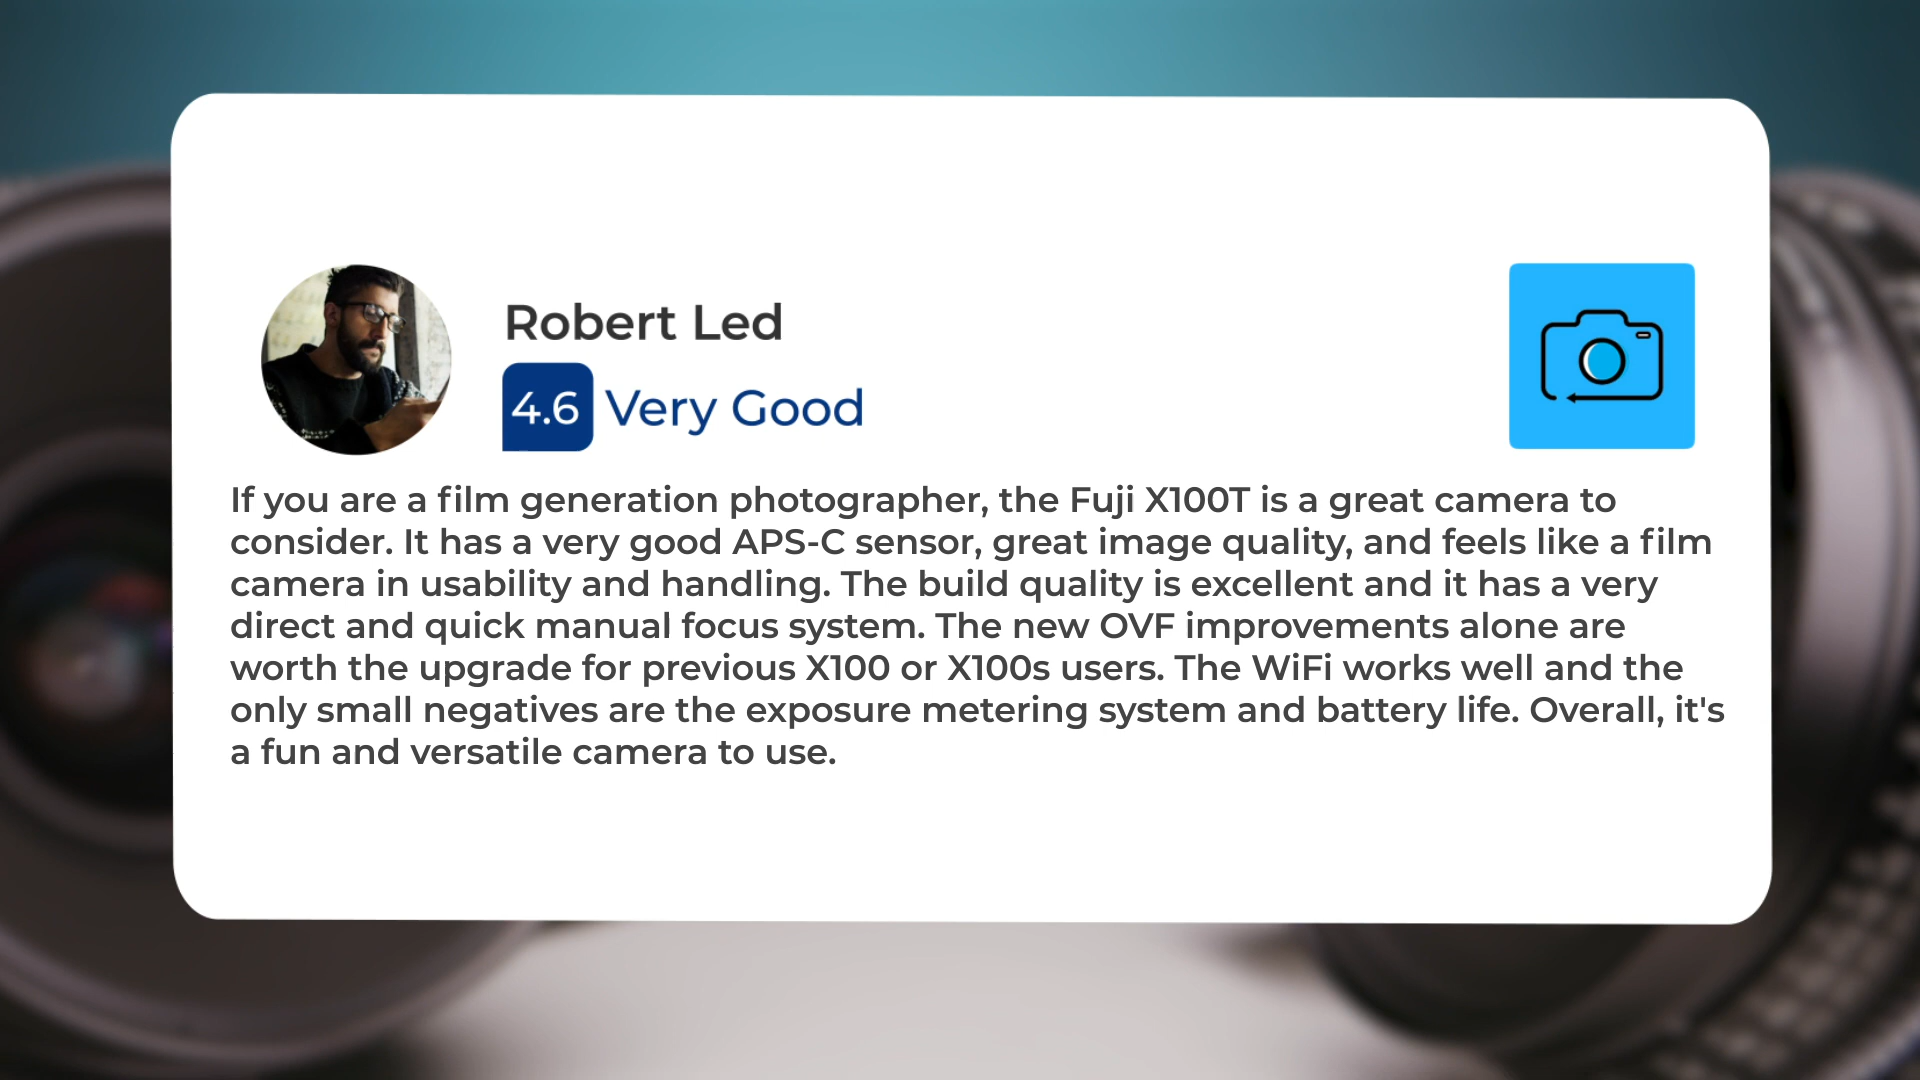 Robert Led
4.6 Very Good
If you are a film generation photographer, the Fuji X100T is a great camera to
consider. It has a very good APS-C sensor, great image quality, and feels like a film
camera in usability and handling. The build quality is excellent and it has a very
direct and quick manual focus system. The new OVF improvements alone are
worth the upgrade for previous X100 or X100s users. The WiFi works well and the
only small negatives are the exposure metering system and battery life. Overall, it's
a fun and versatile camera to use.